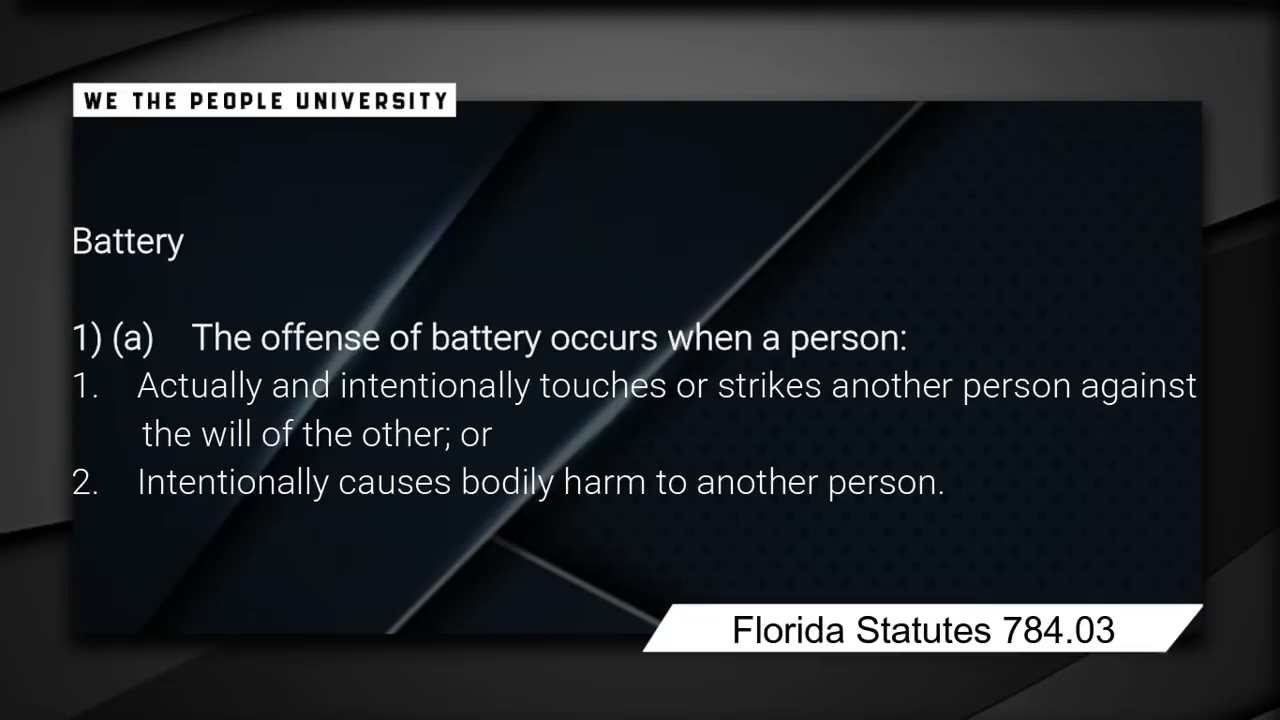 WE THE PEOPLE UNIVERSITY
Battery
1) (a) The offense of battery occurs when a person:
1. Actually and intentionally touches or strikes another person against
the will of the other; or
2. Intentionally causes bodily harm to another person.
Florida Statutes 784.03